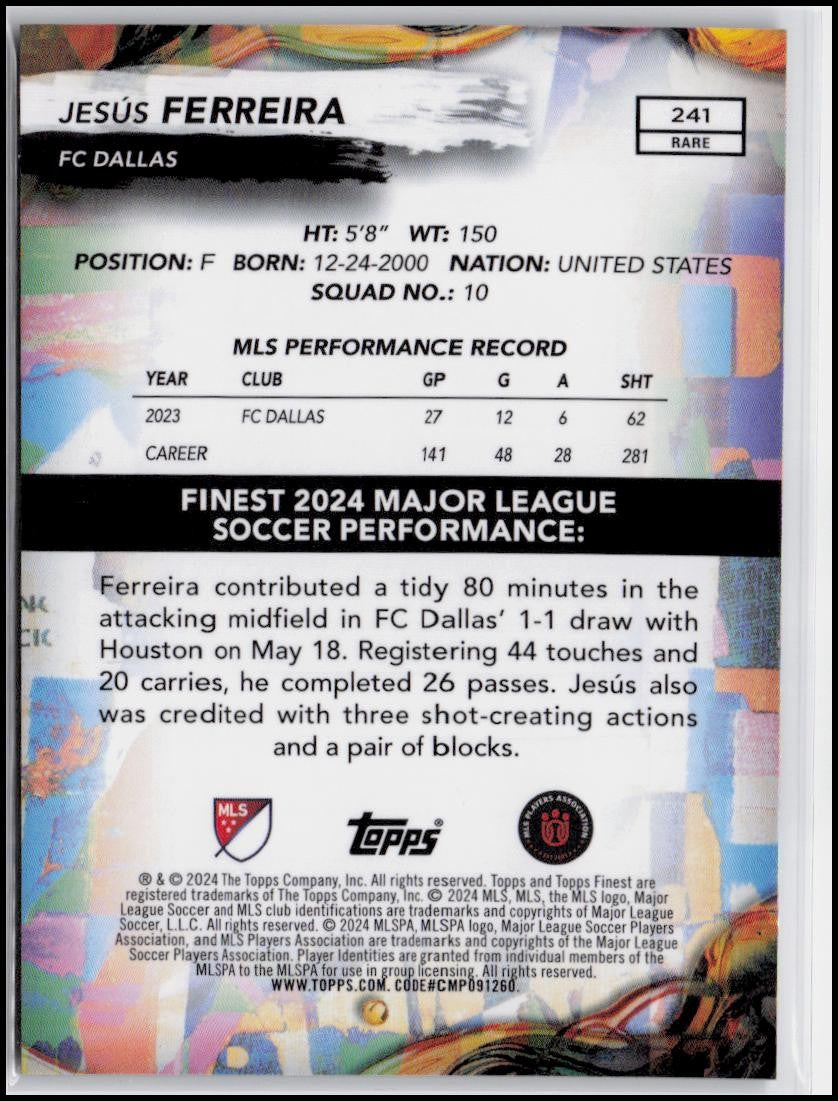 JESÚS FERREIRA
FC DALLAS
241
RARE
HT: 5'8" WT: 150
POSITION: F BORN: 12-24-2000 NATION: UNITED STATES
SQUAD NO.: 10
MLS PERFORMANCE RECORD
YEAR CLUB GP G A SHT
2023 FC DALLAS 27 12 6 62
CAREER 141 48 28 281
FINEST 2024 MAJOR LEAGUE
SOCCER PERFORMANCE:
Ferreira contributed a tidy 80 minutes in the
attacking midfield in FC Dallas' 1-1 draw with
Houston on May 18. Registering 44 touches and
20 carries, he completed 26 passes. Jesús also
was credited with three shot-creating actions
and a pair of blocks.
MLS
Topps®
MLS PLAYERS ASSOCIATION
® & © 2024 The Topps Company, Inc. All rights reserved. Topps and Topps Finest are
registered trademarks of The Topps Company, Inc. © 2024 MLS, MLS, the MLS logo, Major
League Soccer and MLS club identifications are trademarks and copyrights of Major League
Soccer, L.L.C. All rights reserved. © 2024 MLSPA, MLSPA logo, Major League Soccer Players
Association, and MLS Players Association are trademarks and copyrights of the Major League
Soccer Players Association. Player Identities are granted from individual members of the
MLSPA to the MLSPA for use in group licensing. All rights reserved.
WWW.TOPPS.COM. CODE#CMP091260.